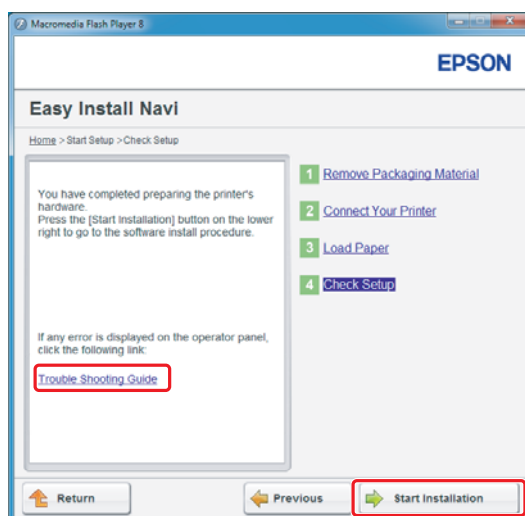 Macromedia Flash Player 8
EPSON
Easy Install Navi
Home > Start Setup >Check Setup
You have completed preparing the printer's
hardware.
Press the [Start Installation] button on the lower
right to go to the software install procedure.
If any error is displayed on the operator panel,
click the following link:
Trouble Shooting Guide
1 Remove Packaging Material
2 Connect Your Printer
3 Load Paper
4 Check Setup
Return
Previous
Start Installation